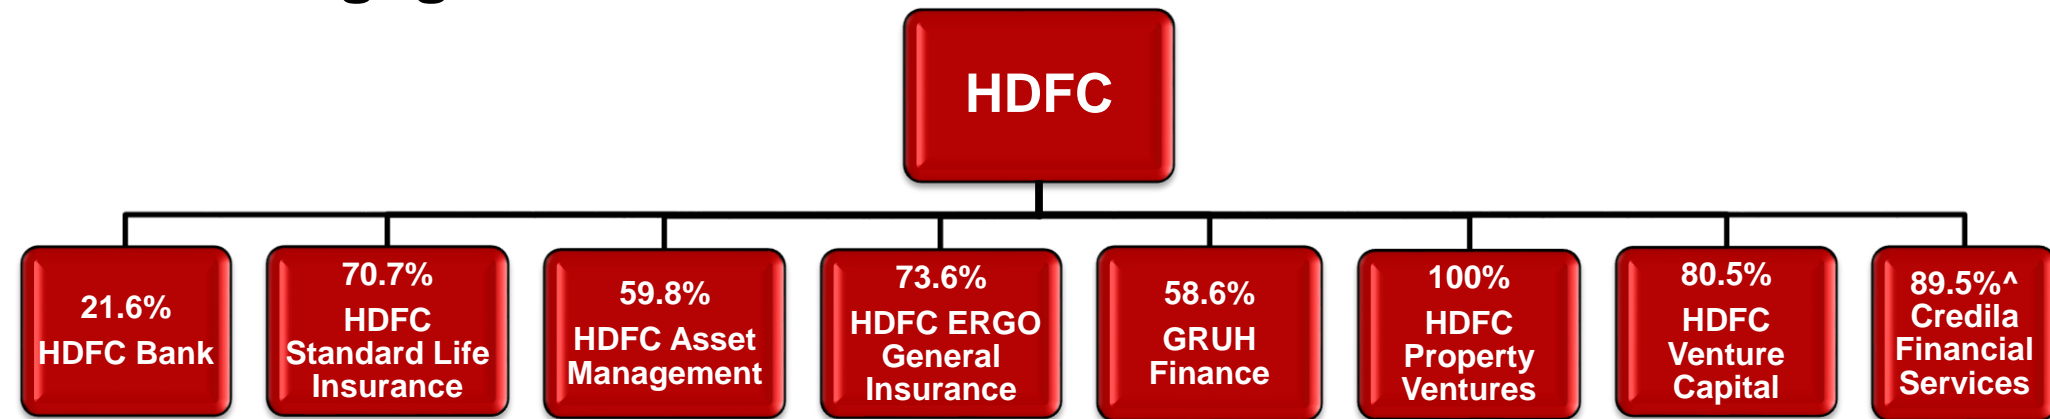 HDFC
21.6%
HDFC Bank
70.7%
HDFC
Standard Life
Insurance
59.8%
HDFC Asset
Management
73.6%
HDFC ERGO
General
Insurance
58.6%
GRUH
Finance
100%
HDFC
Property
Ventures
80.5%
HDFC
Venture
Capital
89.5%^
Credila
Financial
Services